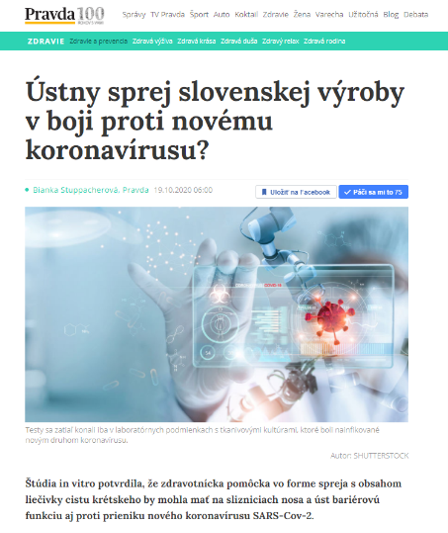 Pravda 100
Správy TV Pravda Šport Auto Koktail Zdravie Žena Varecha Užitočná Blog Debata
ZDRAVIE Zdravie a prevencia Zdravá výživa Zdravá krása Zdravá duša Zdravý relax Zdravá rodina
Ústny sprej slovenskej výroby
v boji proti novému
koronavírusu?
Bianka Stuppacherová, Pravda 19.10.2020 06:00
Uložiť na Facebook
Páči sa mi to 75
Testy sa zatiaľ konali iba v laboratórnych podmienkach s tkanivovými kultúrami, ktoré boli nainfikované
novým druhom koronavírusu.
Autor: SHUTTERSTOCK
Štúdia in vitro potvrdila, že zdravotnícka pomôcka vo forme spreja s obsahom
liečivky cistu krétskeho by mohla mať na slizniciach nosa a úst bariérovú
funkciu aj proti prieniku nového koronavírusu SARS-Cov-2.